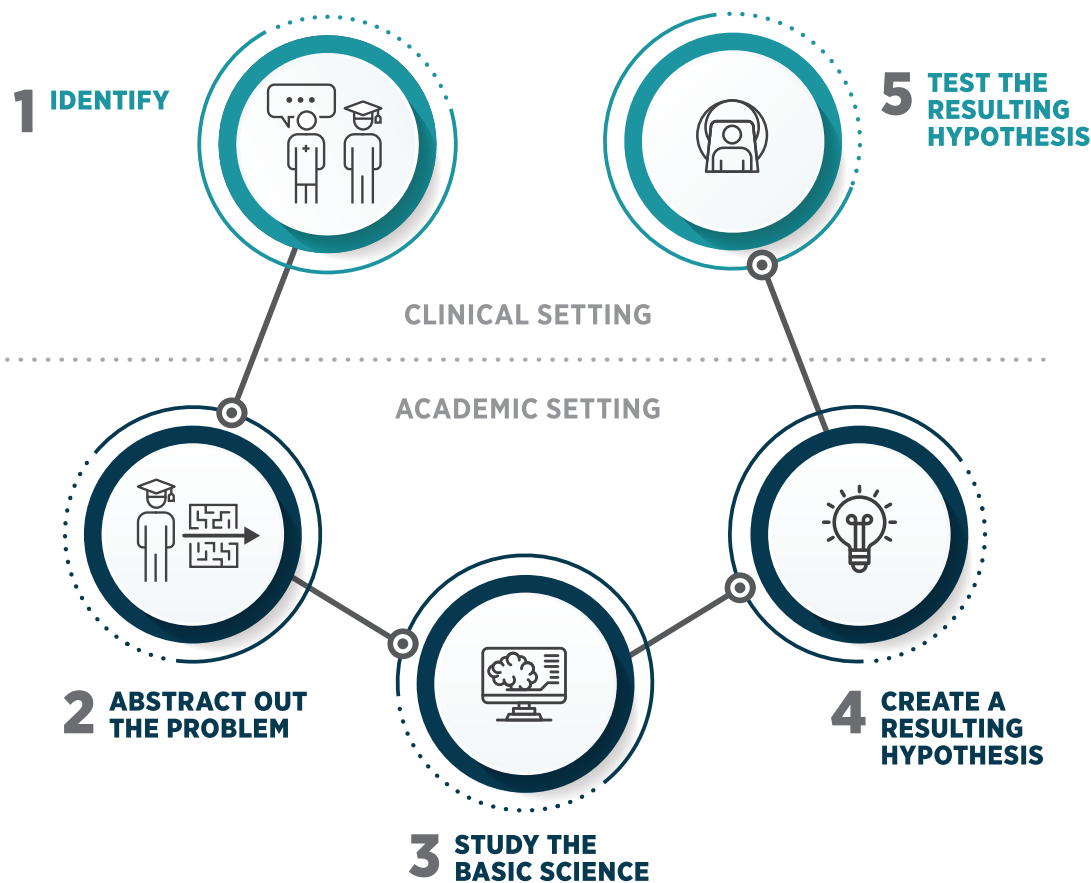 1 IDENTIFY
5 TEST THE
RESULTING
HYPOTHESIS
CLINICAL SETTING
ACADEMIC SETTING
2 ABSTRACT OUT
THE PROBLEM
3 STUDY THE
BASIC SCIENCE
4 CREATE A
RESULTING
HYPOTHESIS